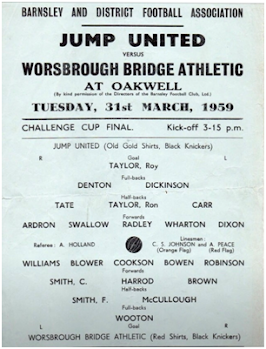 BARNSLEY AND DISTRICT FOOTBALL ASSOCIATION
JUMP UNITED
VERSUS
WORSBROUGH BRIDGE ATHLETIC
AT OAKWELL
(By kind permission of the Directors of the Barnsley Football Club, Ltd.)
TUESDAY, 31st MARCH, 1959
CHALLENGE CUP FINAL. Kick-off 3-15 p.m.
JUMP UNITED (Old Gold Shirts, Black Knickers)
R Goal L
TAYLOR, Roy
Full-backs
DENTON DICKINSON
Half-backs
TATE TAYLOR, Ron CARR
Forwards
ARDRON SWALLOW RADLEY WHARTON DIXON
Referee : A. HOLLAND Linesmen :
C. S. JOHNSON and A. PEACE
(Orange Flag) (Red Flag)
WILLIAMS BLOWER COOKSON BOWEN ROBINSON
Forwards
SMITH, C. HARROD BROWN
Half-backs
SMITH, F. McCULLOUGH
Full-backs
WOOTON
L Goal R
WORSBROUGH BRIDGE ATHLETIC (Red Shirts, Black Knickers)